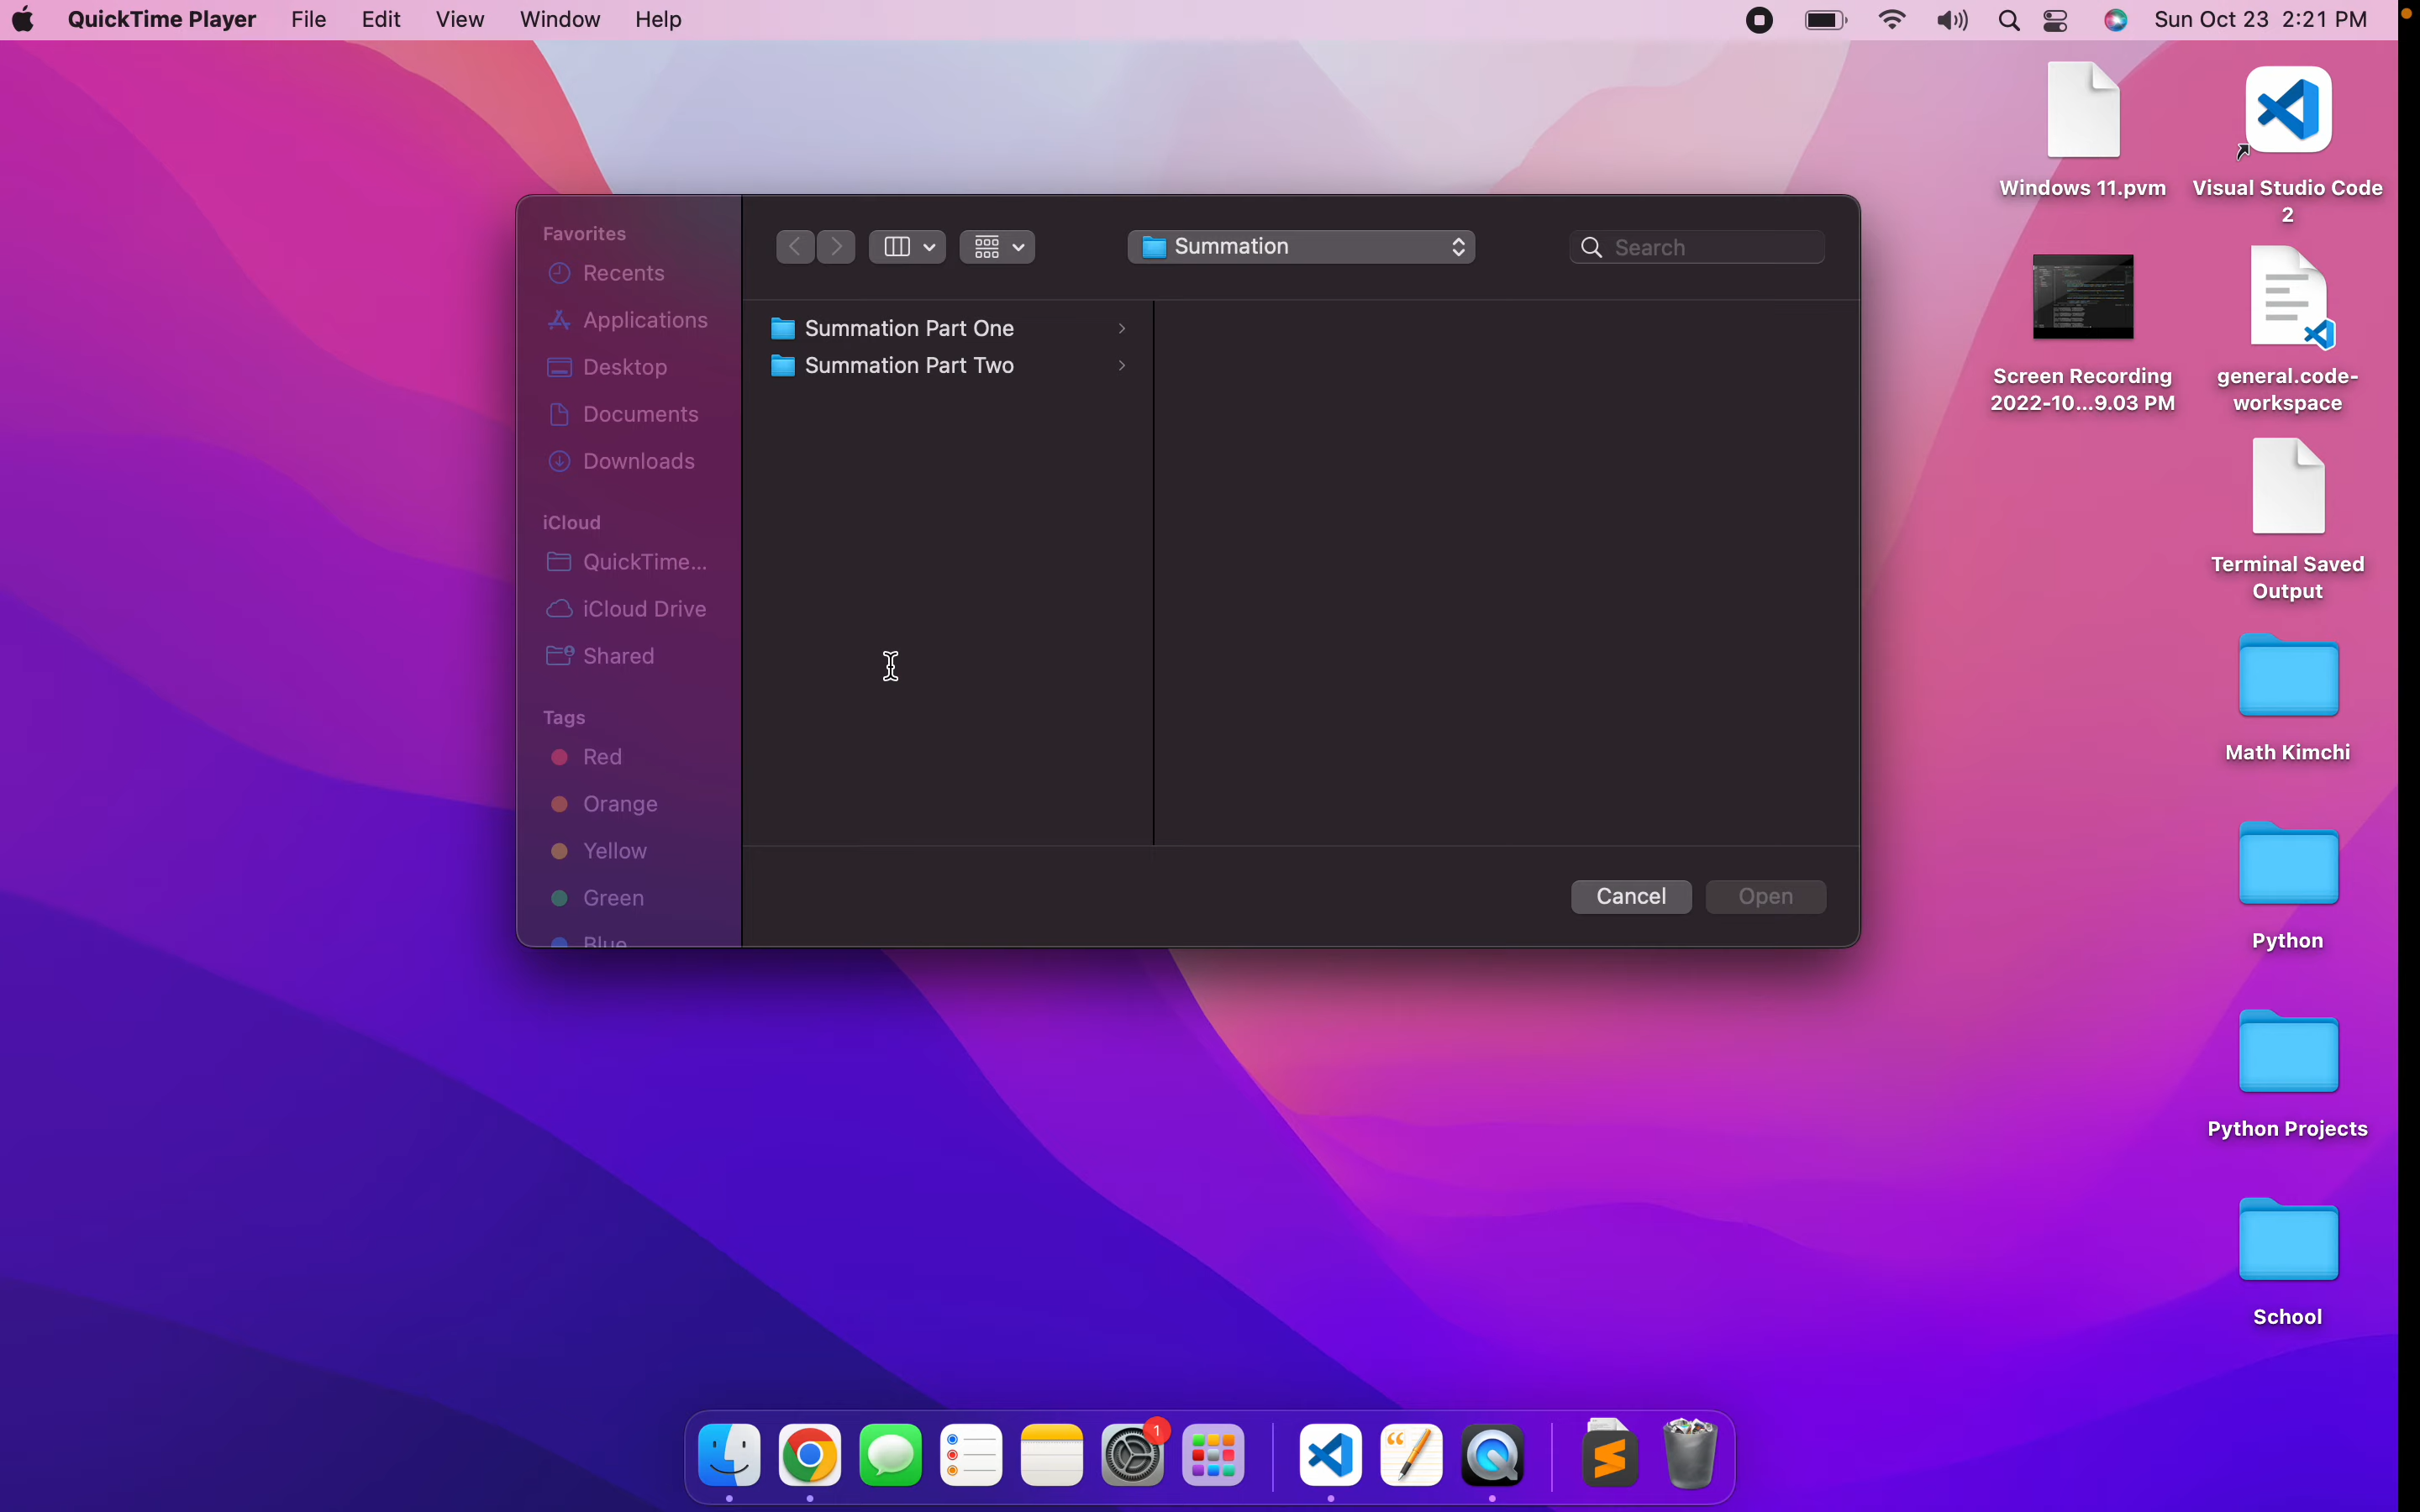 QuickTime Player File Edit View Window Help Sun Oct 23 2:21 PM
Windows 11.pvm
Visual Studio Code
2
Screen Recording
2022-10...9.03 PM
general.code-
workspace
Terminal Saved
Output
Math Kimchi
Python
Python Projects
School
Favorites
Recents
Applications
Desktop
Documents
Downloads
iCloud
QuickTime...
iCloud Drive
Shared
Tags
Red
Orange
Yellow
Green
Blue
Summation
Search
Summation Part One
Summation Part Two
Cancel Open
1